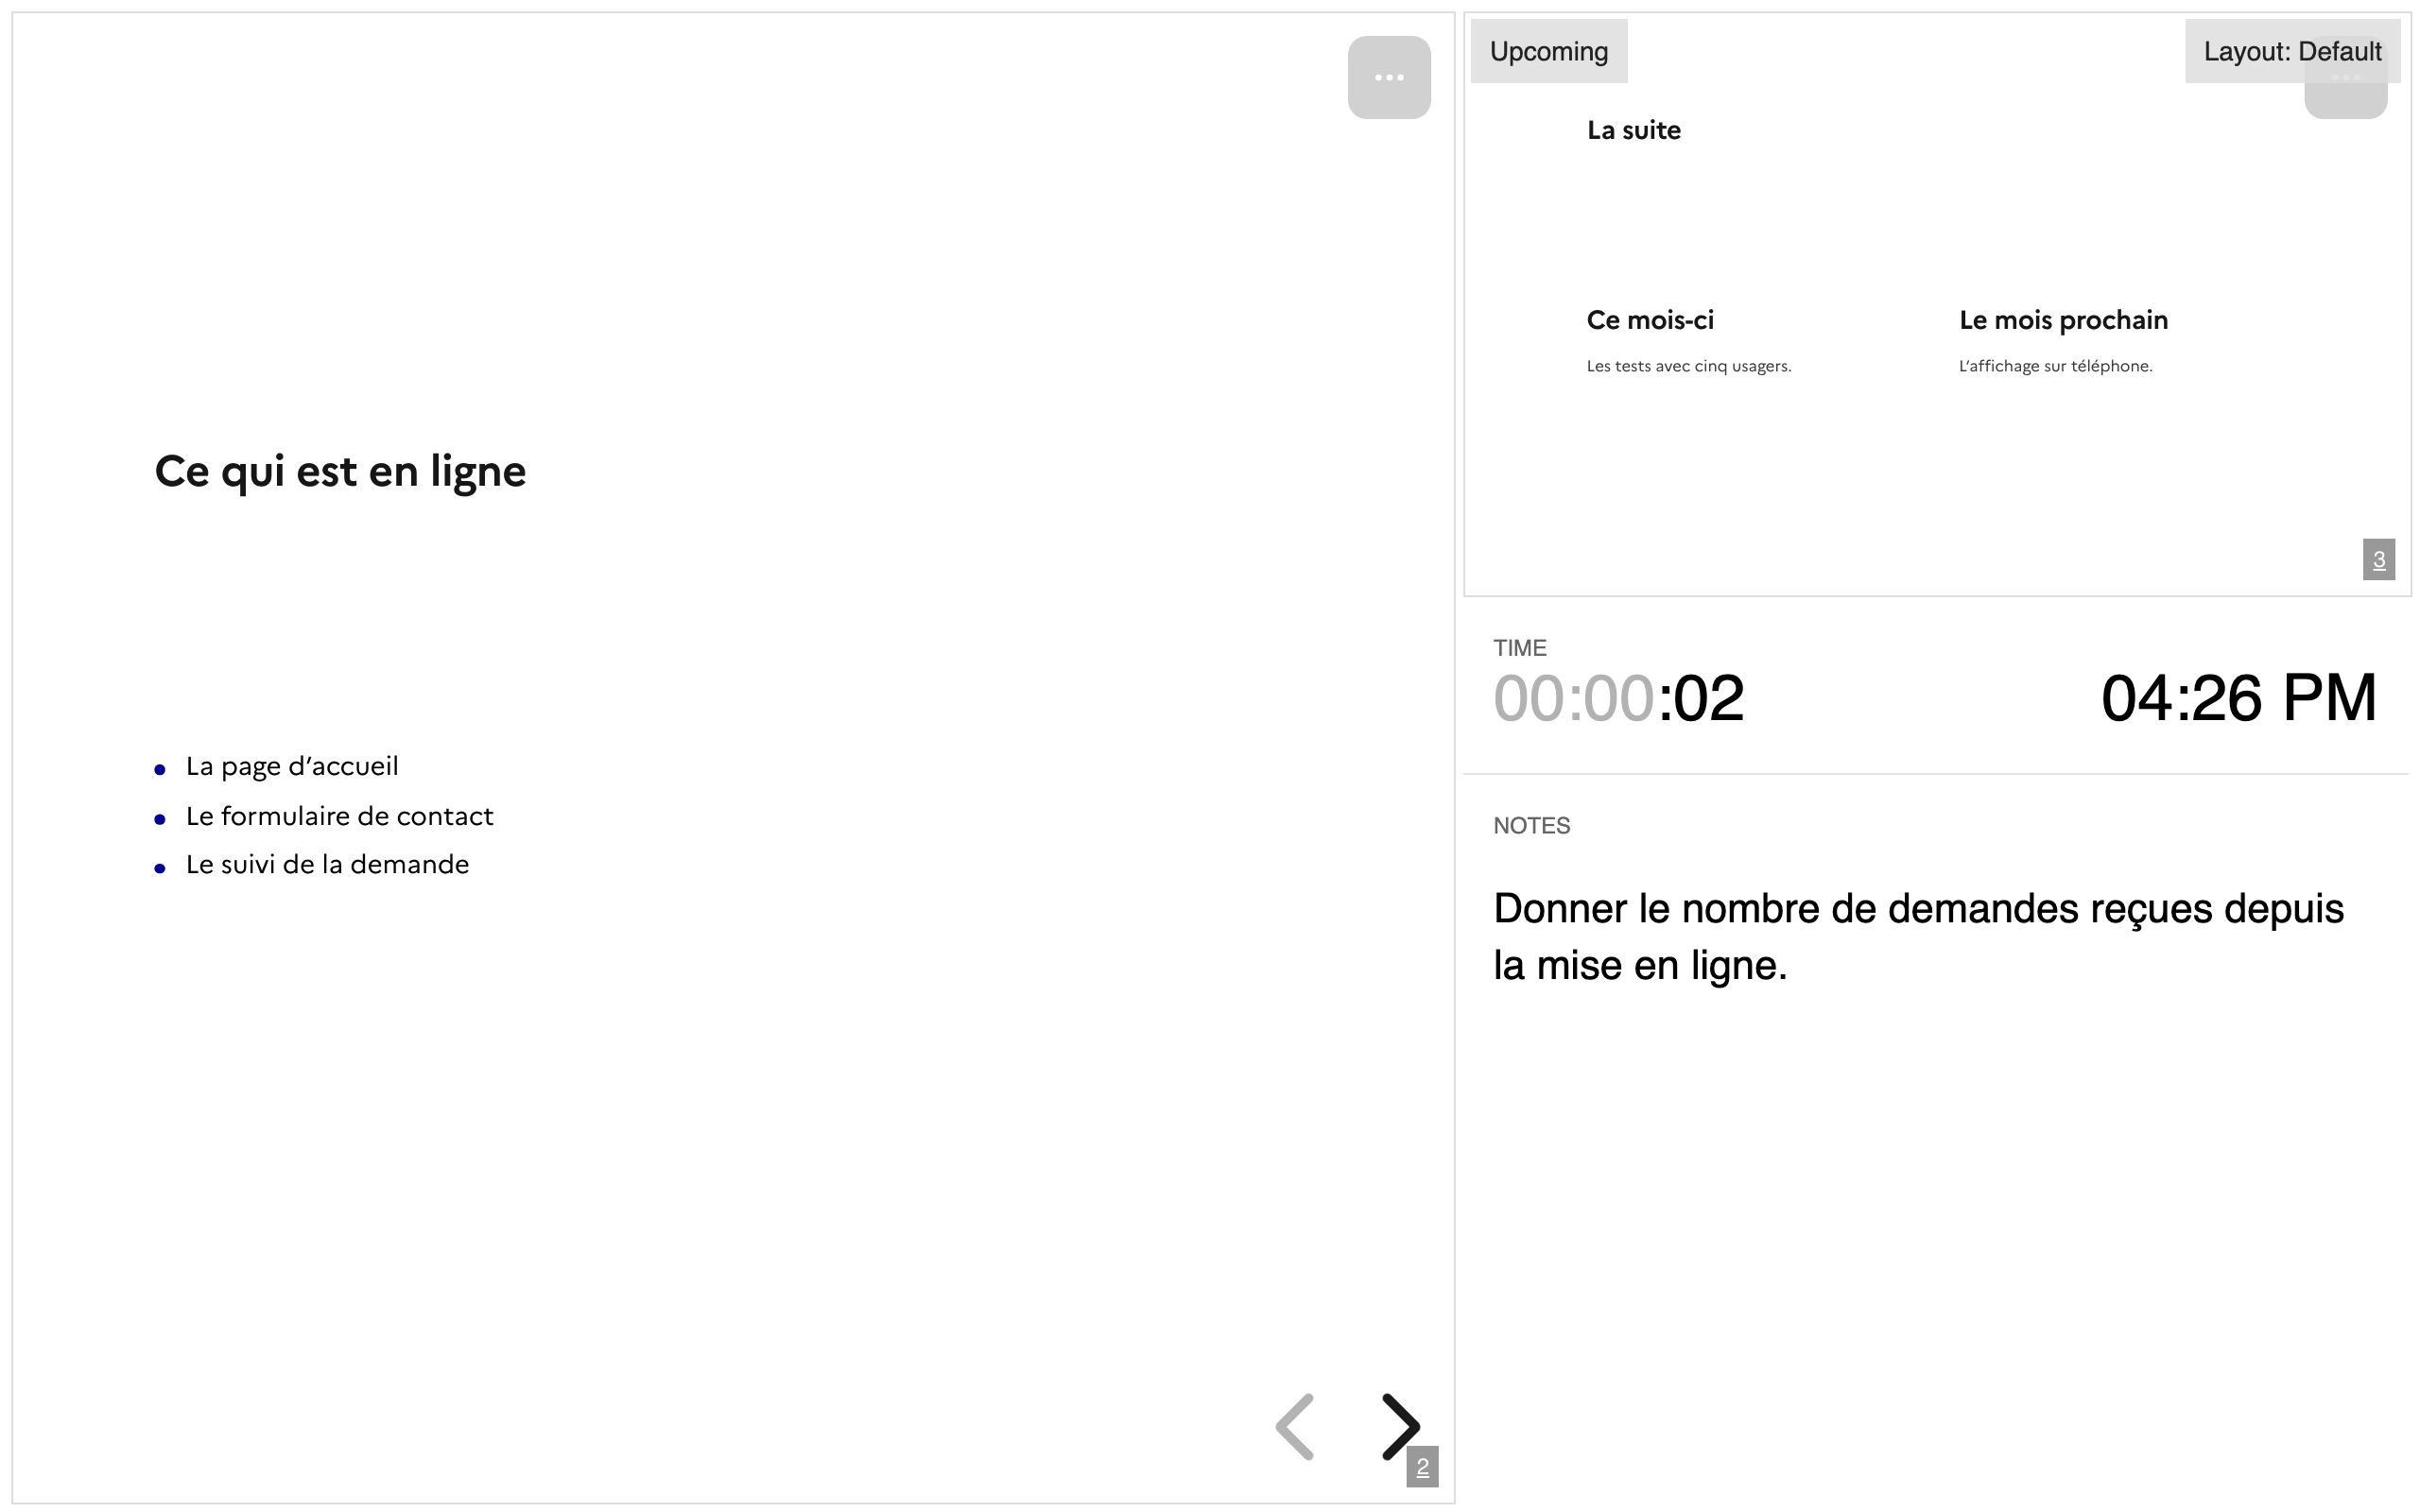 Ce qui est en ligne
La page d’accueil
Le formulaire de contact
Le suivi de la demande
2
Upcoming
Layout: Default
La suite
Ce mois-ci
Les tests avec cinq usagers.
Le mois prochain
L’affichage sur téléphone.
3
TIME
00:00:02
04:26 PM
NOTES
Donner le nombre de demandes reçues depuis
la mise en ligne.